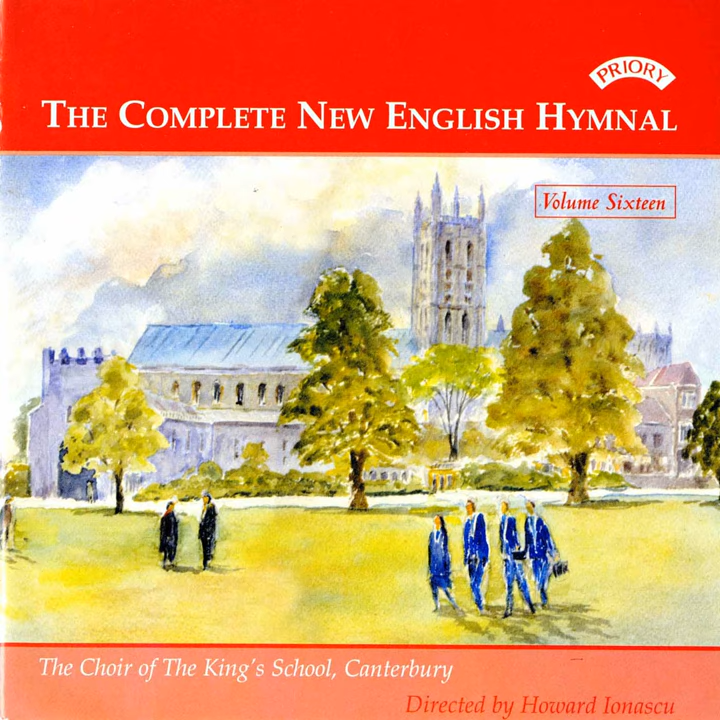 PRIORY
THE COMPLETE NEW ENGLISH HYMNAL
Volume Sixteen
The Choir of The King's School, Canterbury
Directed by Howard Ionascu